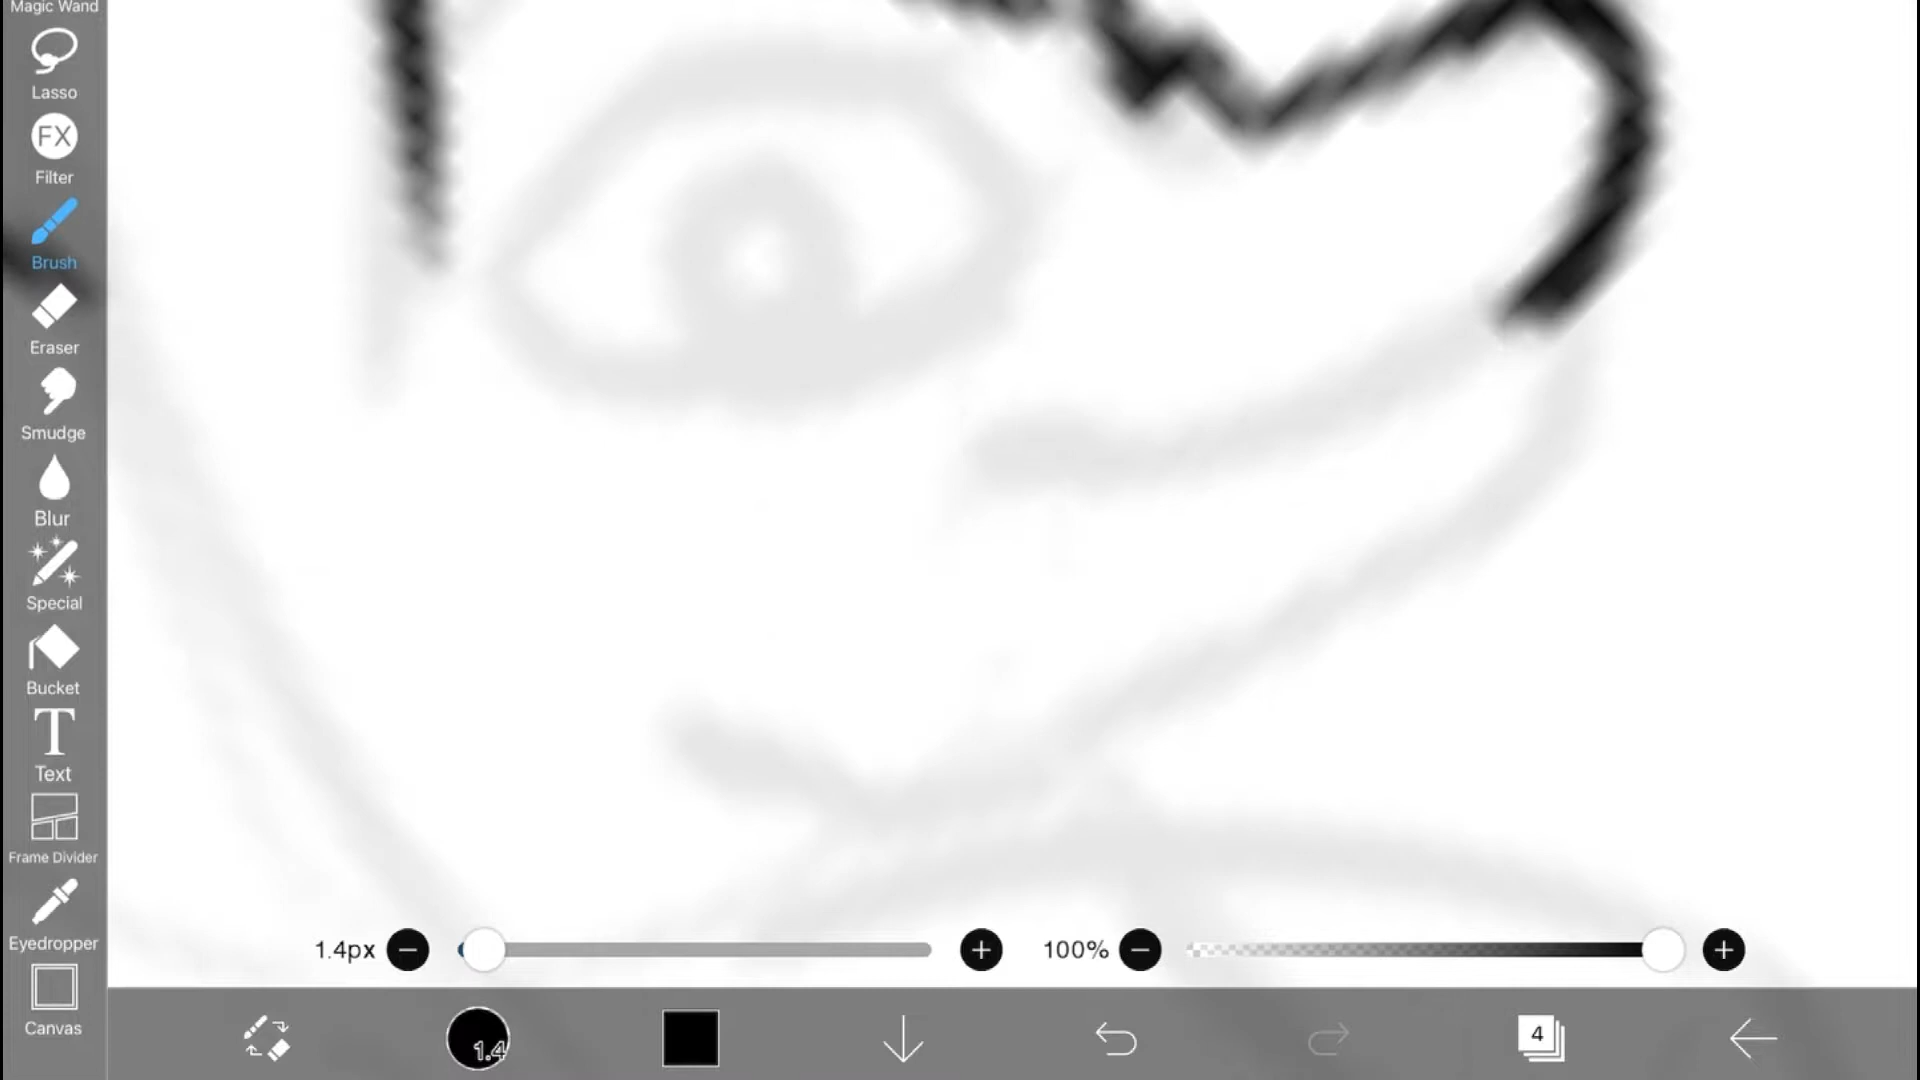 Magic Wand
Lasso
FX
Filter
Brush
Eraser
Smudge
Blur
Special
Bucket
T
Text
Frame Divider
Eyedropper
Canvas
1.4px
100%
1.4
4